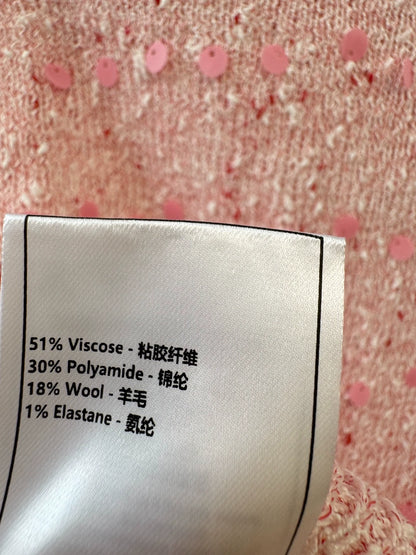 51% Viscose - 粘胶纤维
30% Polyamide - 锦纶
18% Wool - 羊毛
1% Elastane - 氨纶